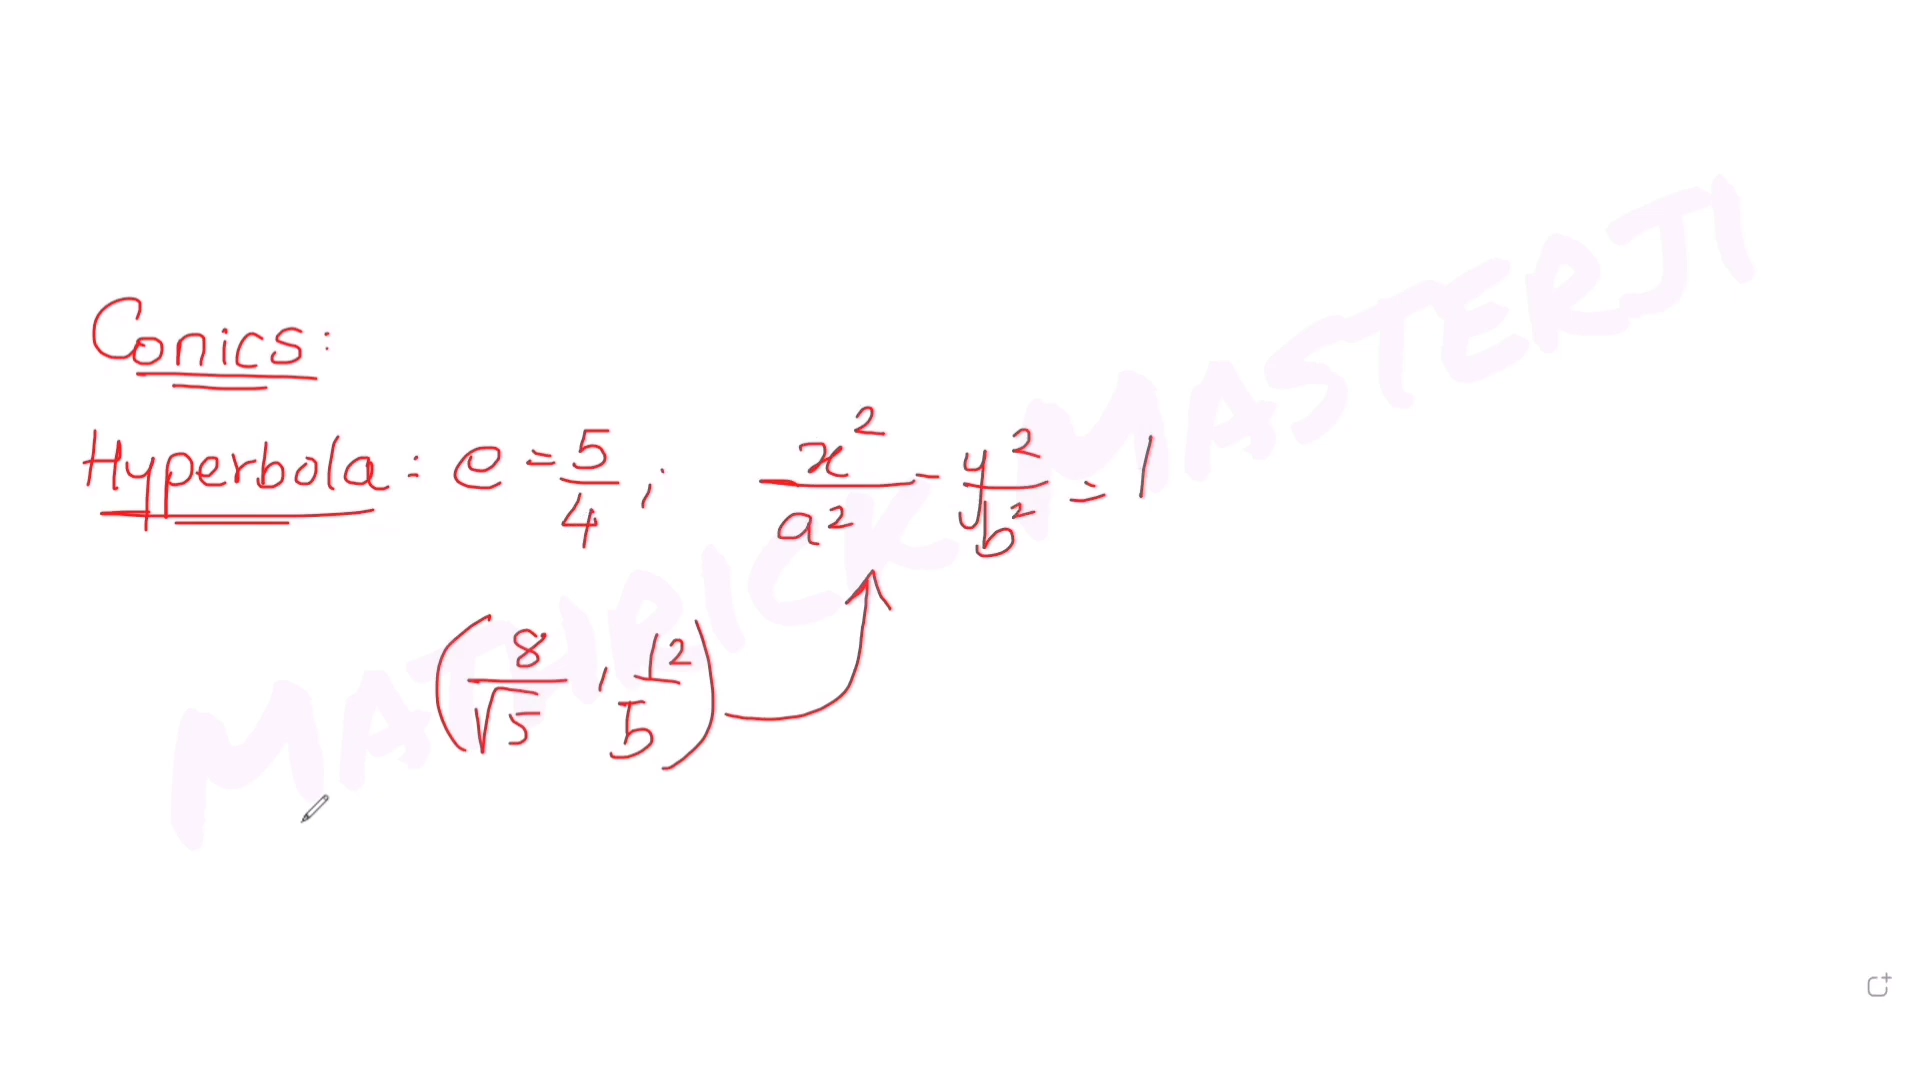 Conics:
Hyperbola: e = 5/4 ; x²/a² - y²/b² = 1
(8/√5 , 12/5)
MATHRICK MASTERJI